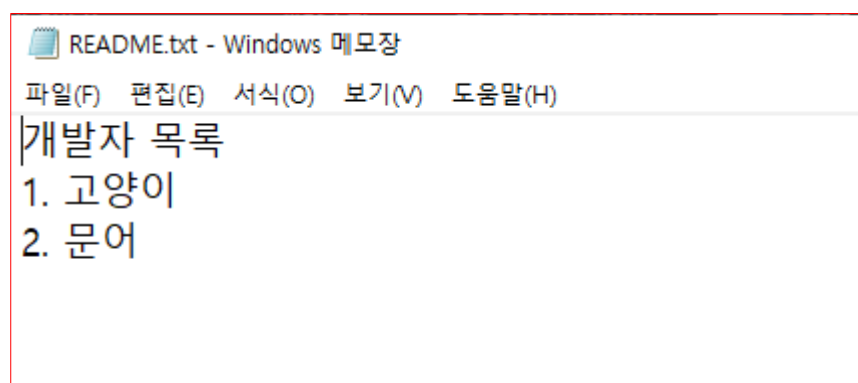 README.txt - Windows 메모장
파일(F) 편집(E) 서식(O) 보기(V) 도움말(H)
개발자 목록
1. 고양이
2. 문어